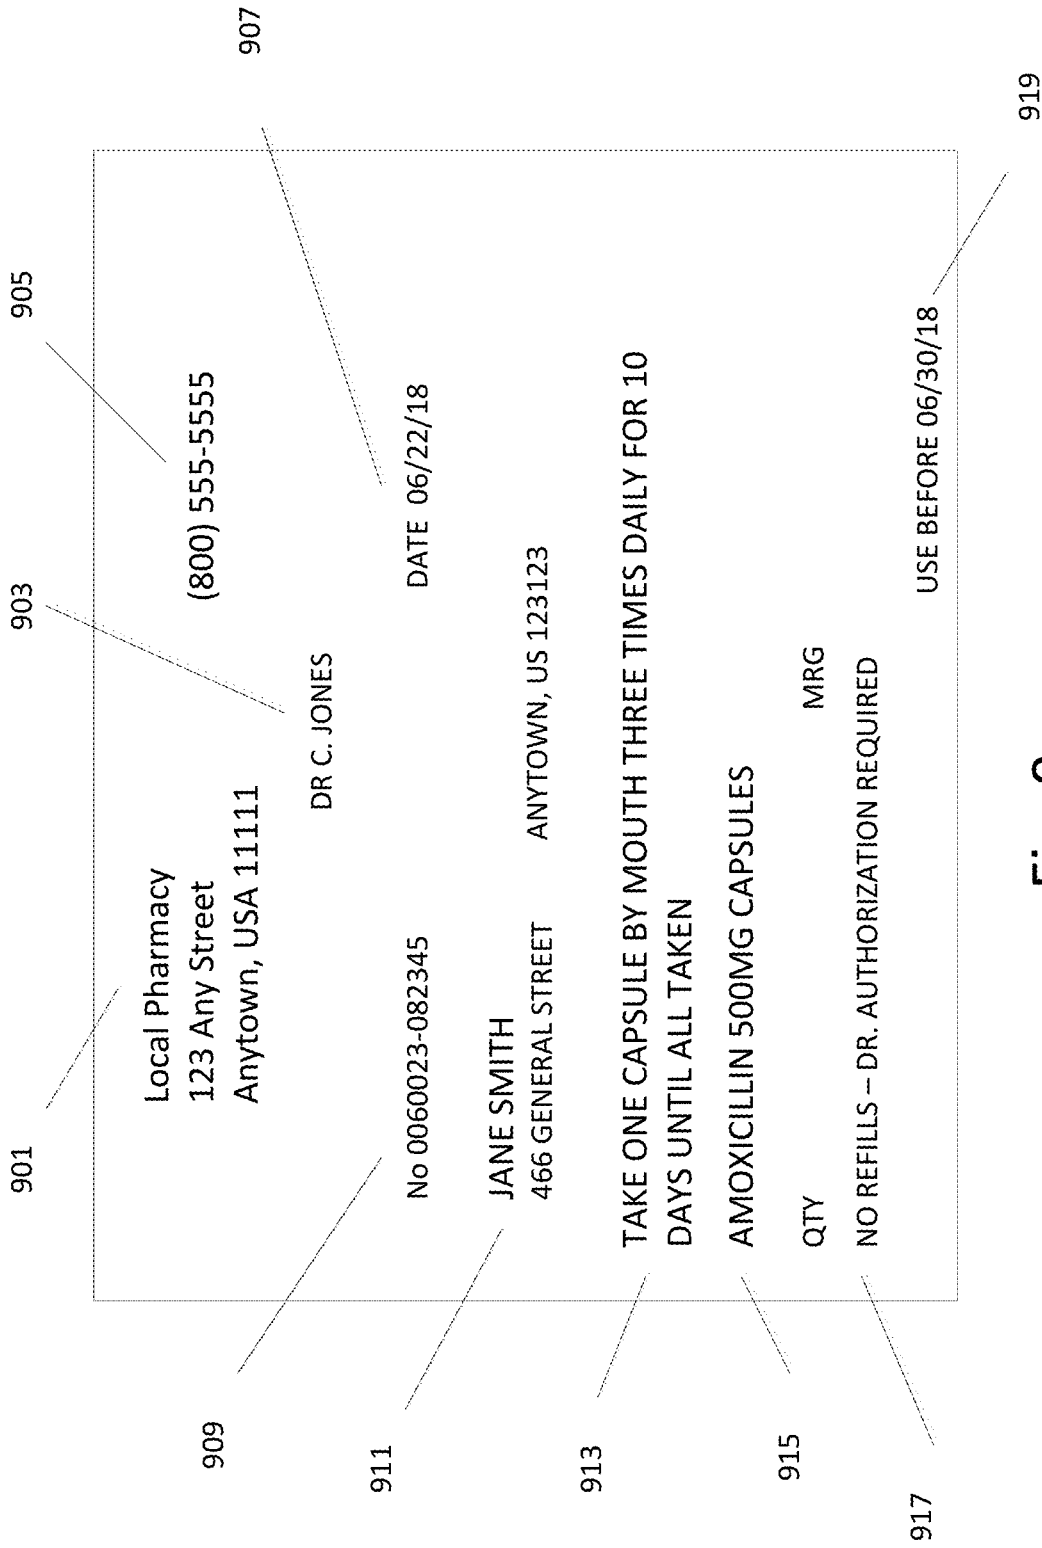 901
903
905
907
Local Pharmacy
123 Any Street
(800) 555-5555
Anytown, USA 11111
DR C. JONES
909
No 0060023-082345
DATE 06/22/18
911
JANE SMITH
466 GENERAL STREET ANYTOWN, US 123123
913
TAKE ONE CAPSULE BY MOUTH THREE TIMES DAILY FOR 10
DAYS UNTIL ALL TAKEN
915
AMOXICILLIN 500MG CAPSULES
QTY MRG
917
NO REFILLS – DR. AUTHORIZATION REQUIRED
USE BEFORE 06/30/18
919